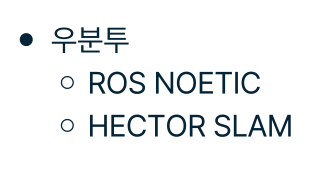 ● 우분투
○ ROS NOETIC
○ HECTOR SLAM